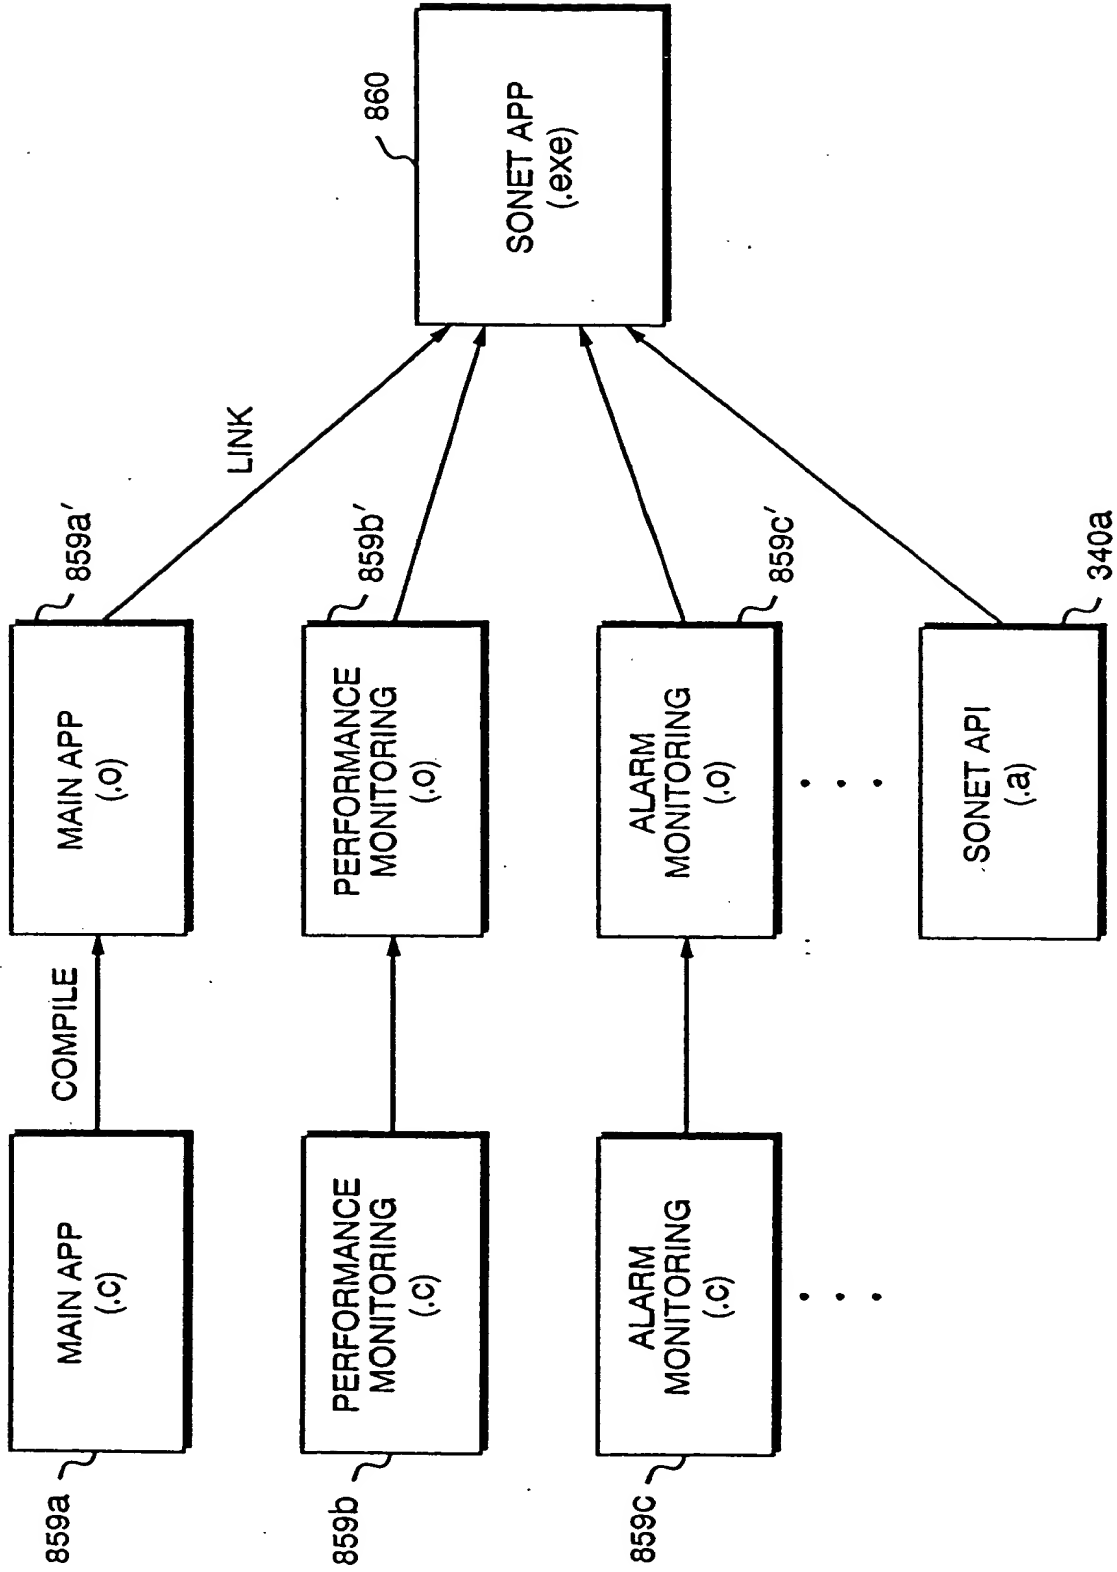 859a
MAIN APP
(.C)
COMPILE
MAIN APP
(.O)
859a′
LINK
859b
PERFORMANCE
MONITORING
(.C)
PERFORMANCE
MONITORING
(.O)
859b′
860
SONET APP
(.exe)
859c
ALARM
MONITORING
(.C)
ALARM
MONITORING
(.O)
859c′
• • •
• • •
SONET API
(.a)
340a